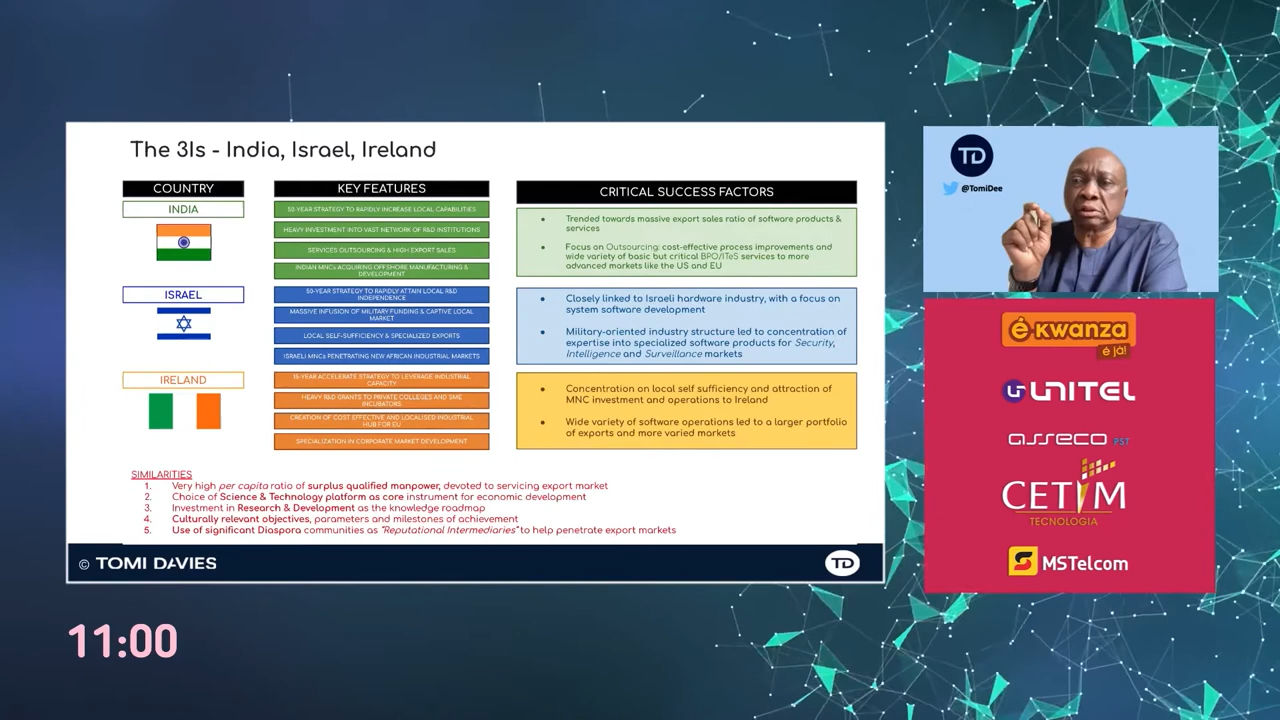 The 3Is - India, Israel, Ireland
COUNTRY
KEY FEATURES
CRITICAL SUCCESS FACTORS
INDIA
50-YEAR STRATEGY TO RAPIDLY INCREASE LOCAL CAPABILITIES
HEAVY INVESTMENT INTO VAST NETWORK OF R&D INSTITUTIONS
SERVICES OUTSOURCING & HIGH EXPORT SALES
INDIAN MNCs ACQUIRING OFFSHORE MANUFACTURING &
DEVELOPMENT
● Trended towards massive export sales ratio of software products &
services
● Focus on Outsourcing: cost-effective process improvements and
wide variety of basic but critical BPO/ITeS services to more
advanced markets like the US and EU
ISRAEL
50-YEAR STRATEGY TO RAPIDLY ATTAIN LOCAL R&D
INDEPENDENCE
MASSIVE INFUSION OF MILITARY FUNDING & CAPTIVE LOCAL
MARKET
LOCAL SELF-SUFFICIENCY & SPECIALIZED EXPORTS
ISRAELI MNCs PENETRATING NEW AFRICAN INDUSTRIAL MARKETS
● Closely linked to Israeli hardware industry, with a focus on
system software development
● Military-oriented industry structure led to concentration of
expertise into specialized software products for Security,
Intelligence and Surveillance markets
IRELAND
15-YEAR ACCELERATE STRATEGY TO LEVERAGE INDUSTRIAL
CAPACITY
HEAVY R&D GRANTS TO PRIVATE COLLEGES AND SME
INCUBATORS
CREATION OF COST EFFECTIVE AND LOCALISED INDUSTRIAL
HUB FOR EU
SPECIALIZATION IN CORPORATE MARKET DEVELOPMENT
● Concentration on local self sufficiency and attraction of
MNC investment and operations to Ireland
● Wide variety of software operations led to a larger portfolio
of exports and more varied markets
SIMILARITIES
1. Very high per capita ratio of surplus qualified manpower, devoted to servicing export market
2. Choice of Science & Technology platform as core instrument for economic development
3. Investment in Research & Development as the knowledge roadmap
4. Culturally relevant objectives, parameters and milestones of achievement
5. Use of significant Diaspora communities as "Reputational Intermediaries" to help penetrate export markets
© TOMI DAVIES
TD
11:00
TD
@TomiDee
é-kwanza
é já!
UNITEL
asseco PST
CETIM
TECNOLOGIA
MSTelcom